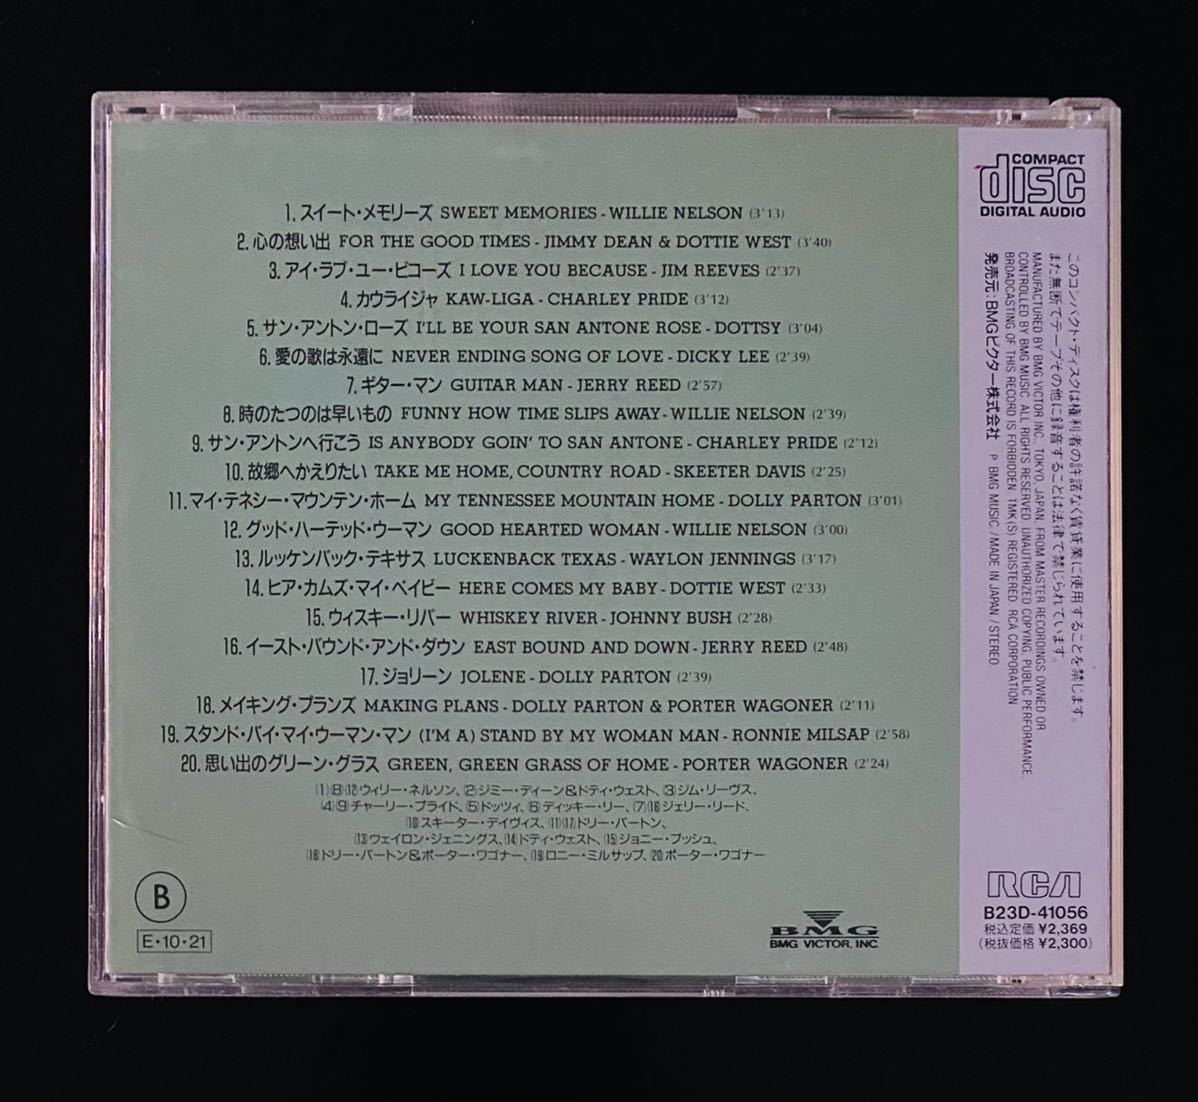 1. スイート・メモリーズ SWEET MEMORIES - WILLIE NELSON (3'13)
2. 心の想い出 FOR THE GOOD TIMES - JIMMY DEAN & DOTTIE WEST (3'40)
3. アイ・ラブ・ユー・ビコーズ I LOVE YOU BECAUSE - JIM REEVES (2'37)
4. カウライジャ KAW-LIGA - CHARLEY PRIDE (3'12)
5. サン・アントン・ローズ I'LL BE YOUR SAN ANTONE ROSE - DOTTSY (3'04)
6. 愛の歌は永遠に NEVER ENDING SONG OF LOVE - DICKY LEE (2'39)
7. ギター・マン GUITAR MAN - JERRY REED (2'57)
8. 時のたつのは早いもの FUNNY HOW TIME SLIPS AWAY - WILLIE NELSON (2'39)
9. サン・アントンへ行こう IS ANYBODY GOIN' TO SAN ANTONE - CHARLEY PRIDE (2'12)
10. 故郷へかえりたい TAKE ME HOME, COUNTRY ROAD - SKEETER DAVIS (2'25)
11. マイ・テネシー・マウンテン・ホーム MY TENNESSEE MOUNTAIN HOME - DOLLY PARTON (3'01)
12. グッド・ハーテッド・ウーマン GOOD HEARTED WOMAN - WILLIE NELSON (3'00)
13. ルッケンバック・テキサス LUCKENBACK TEXAS - WAYLON JENNINGS (3'17)
14. ヒア・カムズ・マイ・ベイビー HERE COMES MY BABY - DOTTIE WEST (2'33)
15. ウィスキー・リバー WHISKEY RIVER - JOHNNY BUSH (2'28)
16. イースト・バウンド・アンド・ダウン EAST BOUND AND DOWN - JERRY REED (2'48)
17. ジョリーン JOLENE - DOLLY PARTON (2'39)
18. メイキング・プランズ MAKING PLANS - DOLLY PARTON & PORTER WAGONER (2'11)
19. スタンド・バイ・マイ・ウーマン・マン (I'M A) STAND BY MY WOMAN MAN - RONNIE MILSAP (2'58)
20. 思い出のグリーン・グラス GREEN, GREEN GRASS OF HOME - PORTER WAGONER (2'24)
(1)(8)(12)ウィリー・ネルソン、(2)ジミー・ディーン&ドティ・ウェスト、(3)ジム・リーヴス、
(4)(9)チャーリー・プライド、(5)ドッツィ、(6)ディッキー・リー、(7)(16)ジェリー・リード、
(10)スキーター・デイヴィス、(11)(17)ドリー・パートン、
(13)ウェイロン・ジェニングス、(14)ドティ・ウェスト、(15)ジョニー・ブッシュ、
(18)ドリー・パートン&ポーター・ワゴナー、(19)ロニー・ミルサップ、(20)ポーター・ワゴナー
B
E・10・21
BMG
BMG VICTOR, INC.
COMPACT
disc
DIGITAL AUDIO
このコンパクト・ディスクは権利者の許諾なく賃貸業に使用することを禁じます。
また無断でテープその他に録音することは法律で禁じられています。
MANUFACTURED BY BMG VICTOR INC. TOKYO, JAPAN. FROM MASTER RECORDINGS OWNED OR
CONTROLLED BY BMG MUSIC. ALL RIGHTS RESERVED. UNAUTHORIZED COPYING, PUBLIC PERFORMANCE,
BROADCASTING OF THIS RECORD IS FORBIDDEN. TMK(S) REGISTERED. RCA CORPORATION
発売元:BMGビクター株式会社 P BMG MUSIC./MADE IN JAPAN./STEREO
RCA
B23D-41056
税込定価 ¥2,369
(税抜価格 ¥2,300)